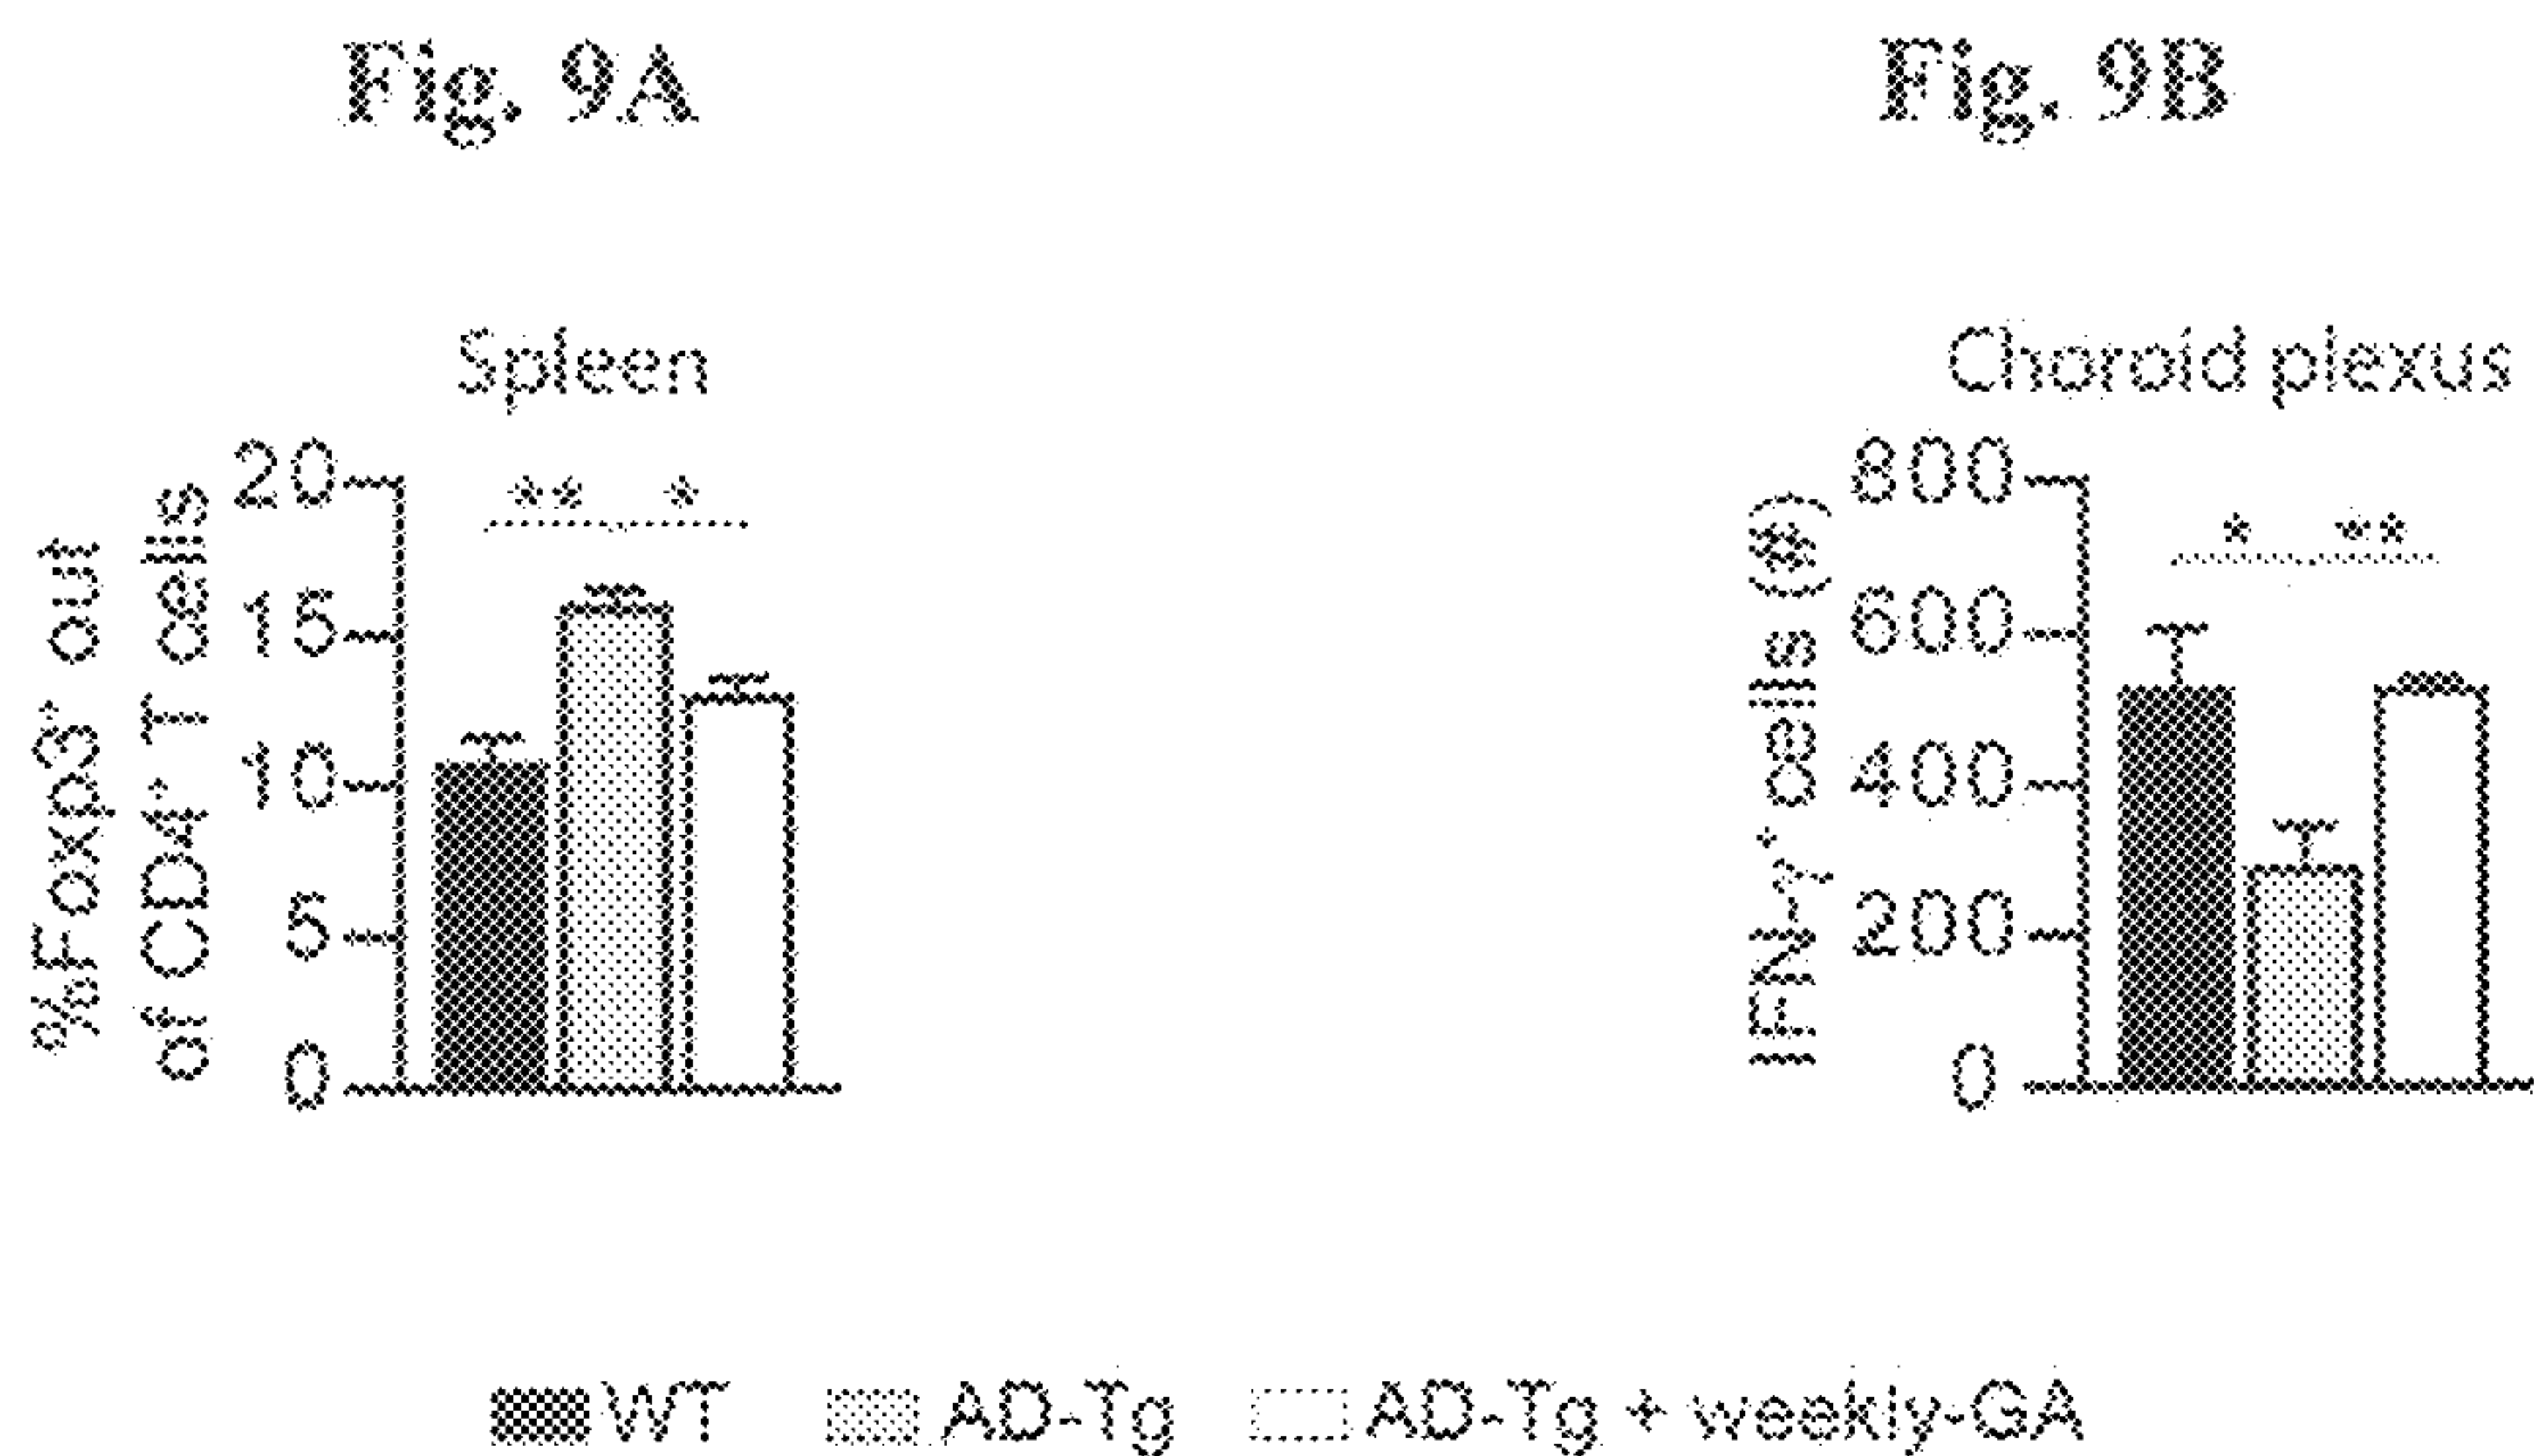 Fig. 9A
Fig. 9B
Spleen
%Foxp3⁺ out
of CD4⁺ T cells
20
15
10
5
0
** *
Choroid plexus
IFN-γ⁺ cells (#)
800
600
400
200
0
* **
WT AD-Tg AD-Tg + weekly-GA